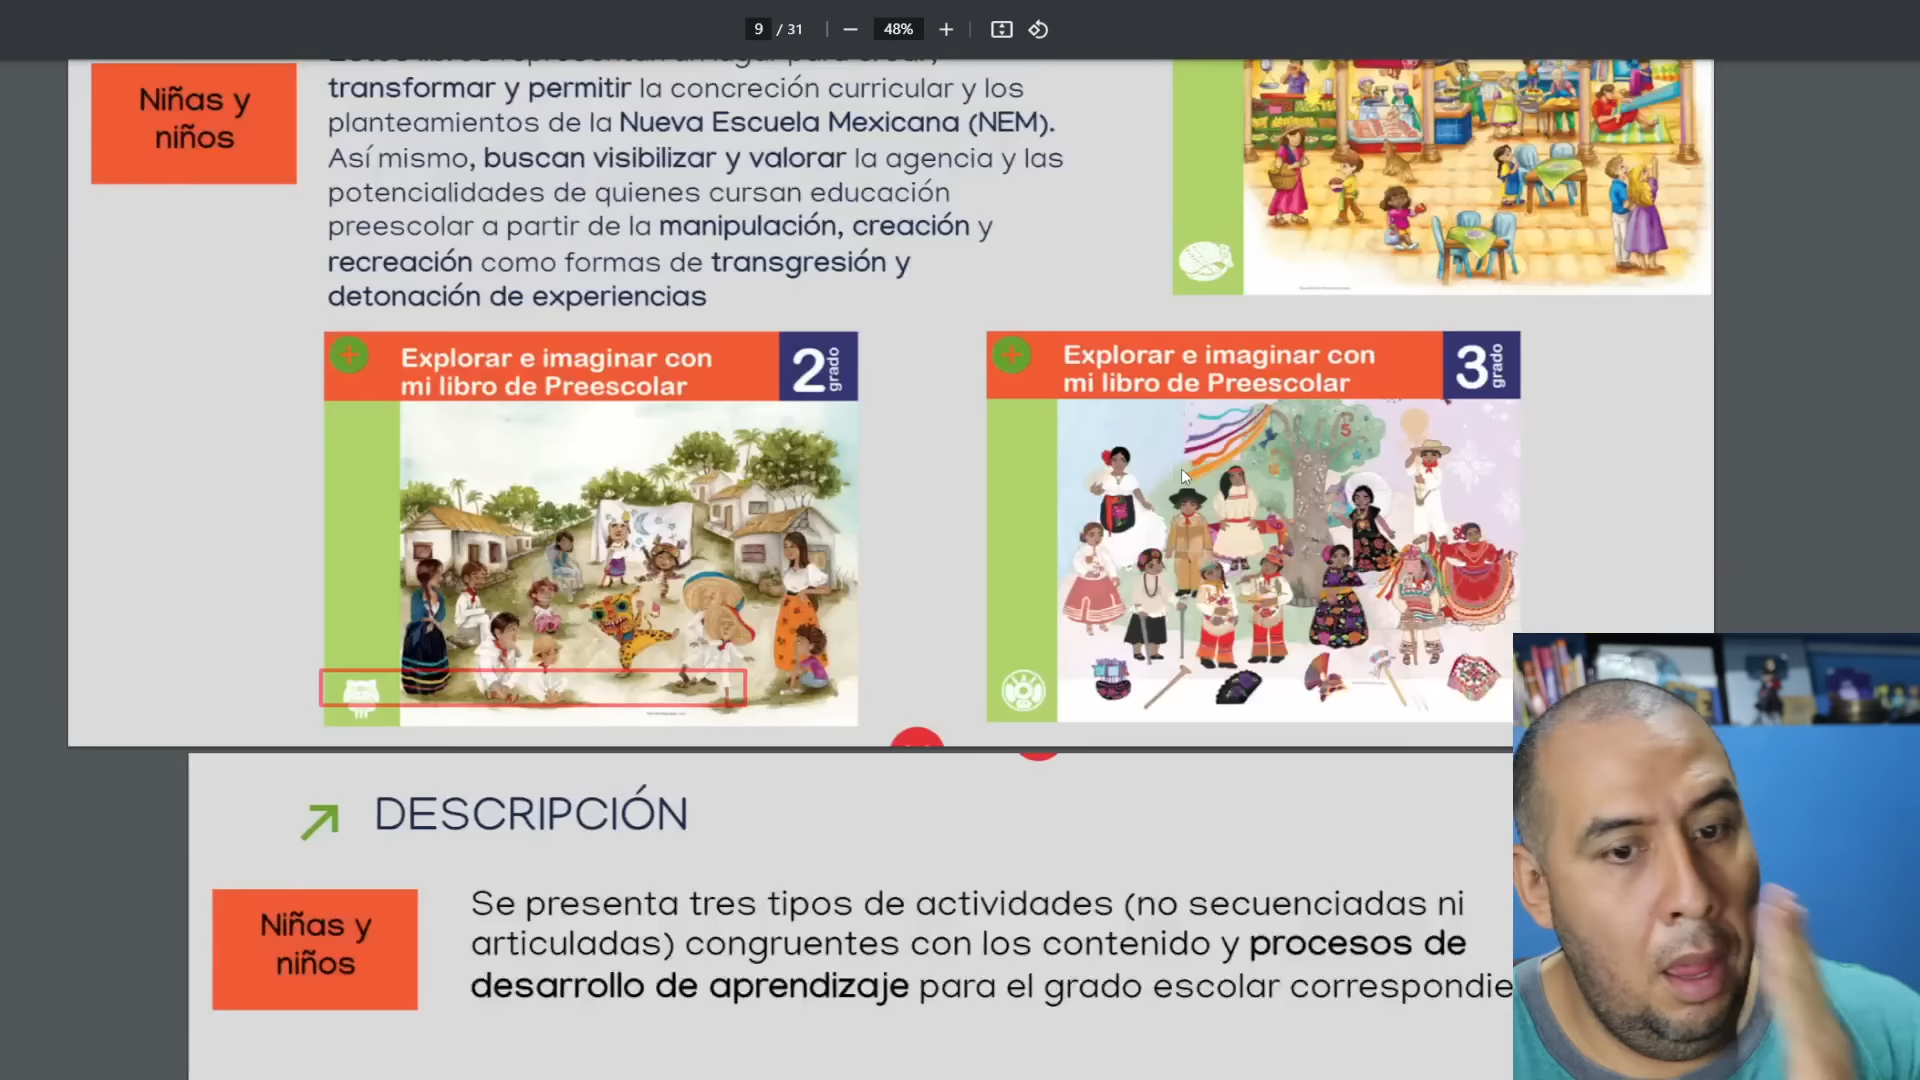 9 / 31
48%
Niñas y
niños
transformar y permitir la concreción curricular y los
planteamientos de la Nueva Escuela Mexicana (NEM).
Así mismo, buscan visibilizar y valorar la agencia y las
potencialidades de quienes cursan educación
preescolar a partir de la manipulación, creación y
recreación como formas de transgresión y
detonación de experiencias
Explorar e imaginar con
mi libro de Preescolar
2 grado
Explorar e imaginar con
mi libro de Preescolar
3 grado
DESCRIPCIÓN
Niñas y
niños
Se presenta tres tipos de actividades (no secuenciadas ni
articuladas) congruentes con los contenido y procesos de
desarrollo de aprendizaje para el grado escolar correspondie